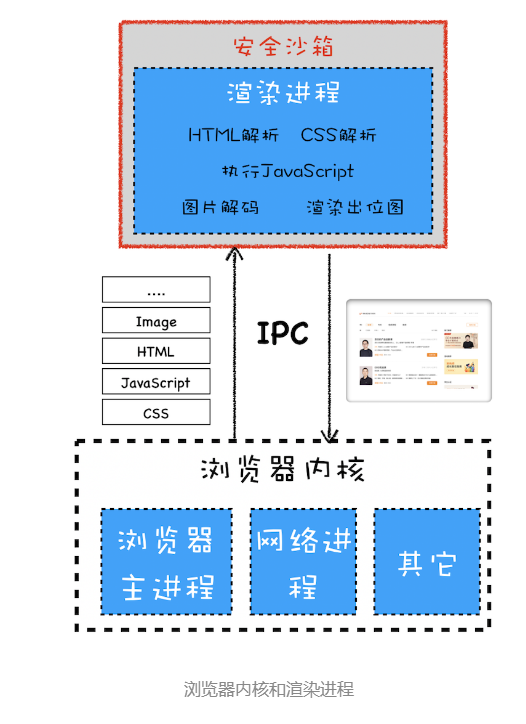 安全沙箱
渲染进程
HTML解析 CSS解析
执行JavaScript
图片解码 渲染出位图
....
Image
HTML
JavaScript
CSS
IPC
浏览器内核
浏览器
主进程
网络进
程
其它
浏览器内核和渲染进程